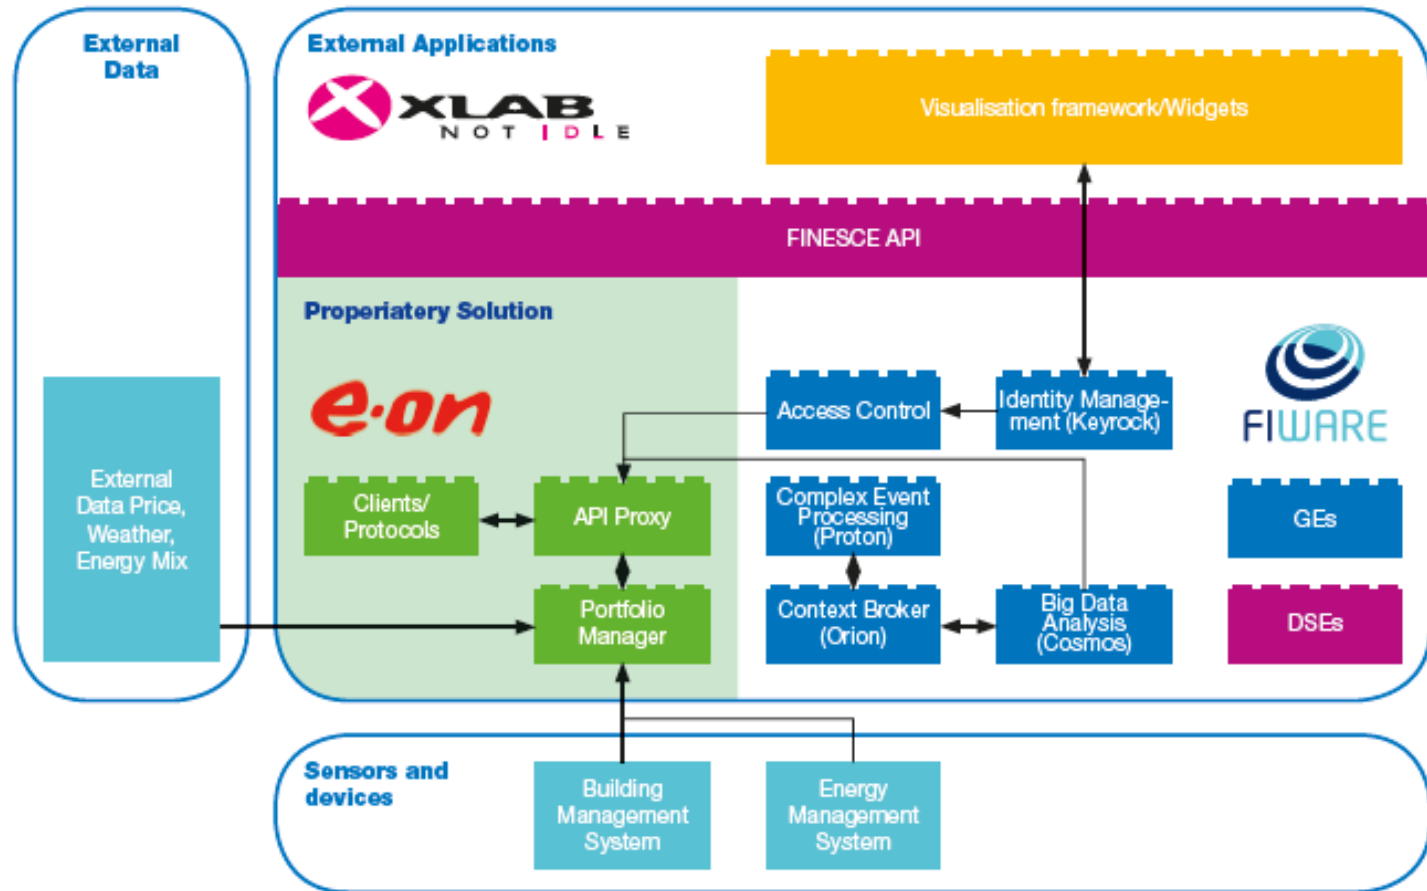 External
Data
External Applications
XLAB
NOT IDLE
Visualisation framework/Widgets
FINESCE API
Properiatery Solution
e·on
Access Control
Identity Manage-
ment (Keyrock)
FIWARE
External
Data Price,
Weather,
Energy Mix
Clients/
Protocols
API Proxy
Complex Event
Processing
(Proton)
GEs
Portfolio
Manager
Context Broker
(Orion)
Big Data
Analysis
(Cosmos)
DSEs
Sensors and
devices
Building
Management
System
Energy
Management
System